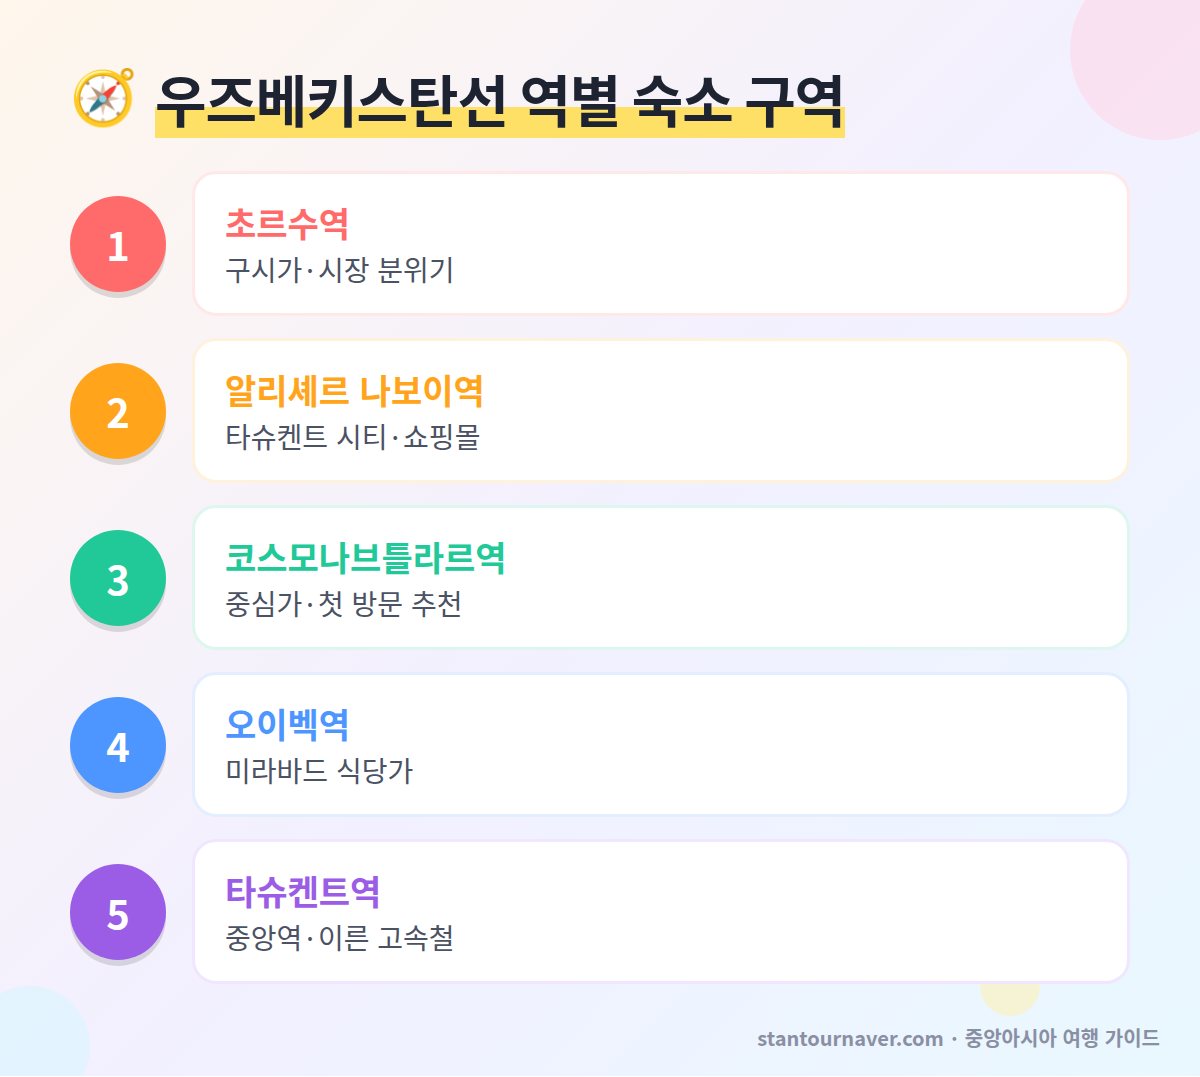 우즈베키스탄선 역별 숙소 구역
1
초르수역
구시가·시장 분위기
2
알리셰르 나보이역
타슈켄트 시티·쇼핑몰
3
코스모나브틀라르역
중심가·첫 방문 추천
4
오이벡역
미라바드 식당가
5
타슈켄트역
중앙역·이른 고속철
stantournaver.com · 중앙아시아 여행 가이드